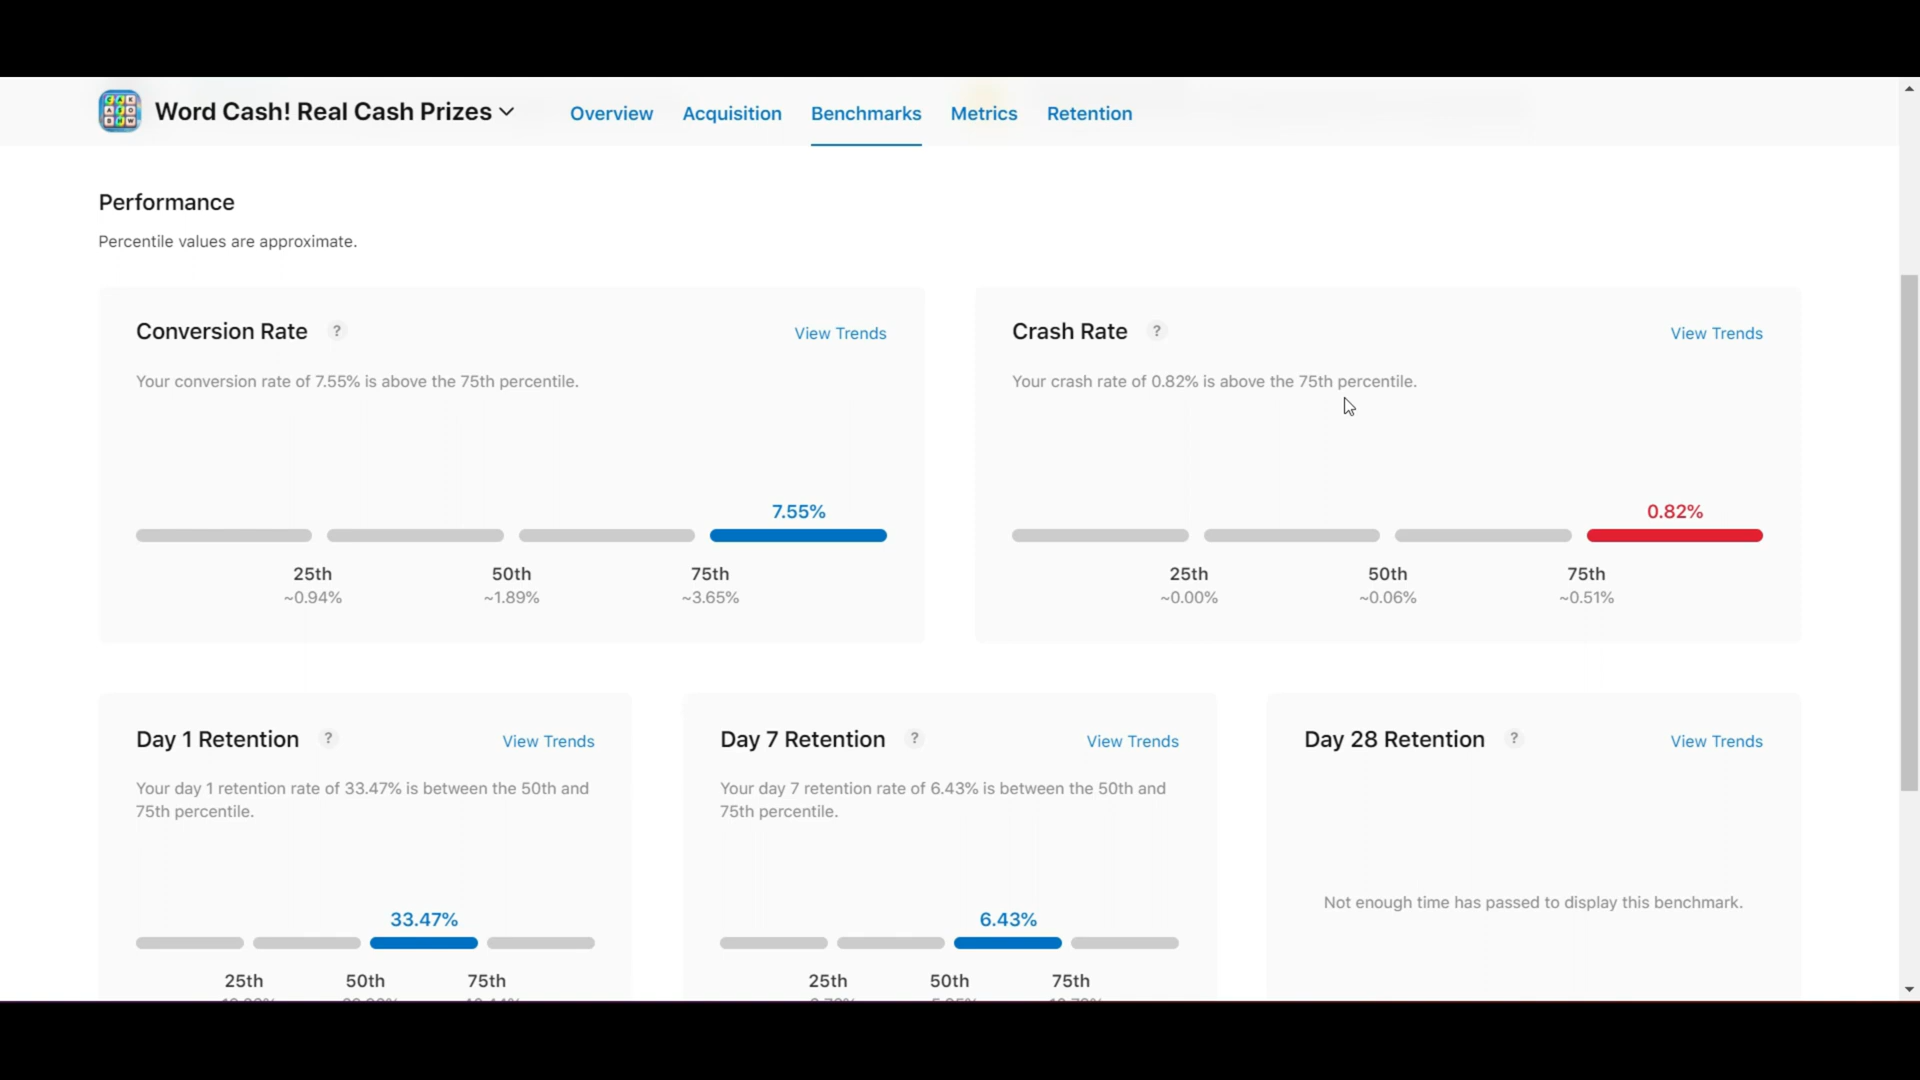 Word Cash! Real Cash Prizes
Overview
Acquisition
Benchmarks
Metrics
Retention
Performance
Percentile values are approximate.
Conversion Rate ?
View Trends
Your conversion rate of 7.55% is above the 75th percentile.
7.55%
25th
50th
75th
~0.94%
~1.89%
~3.65%
Crash Rate ?
View Trends
Your crash rate of 0.82% is above the 75th percentile.
0.82%
25th
50th
75th
~0.00%
~0.06%
~0.51%
Day 1 Retention ?
View Trends
Your day 1 retention rate of 33.47% is between the 50th and
75th percentile.
33.47%
25th
50th
75th
Day 7 Retention ?
View Trends
Your day 7 retention rate of 6.43% is between the 50th and
75th percentile.
6.43%
25th
50th
75th
Day 28 Retention ?
View Trends
Not enough time has passed to display this benchmark.